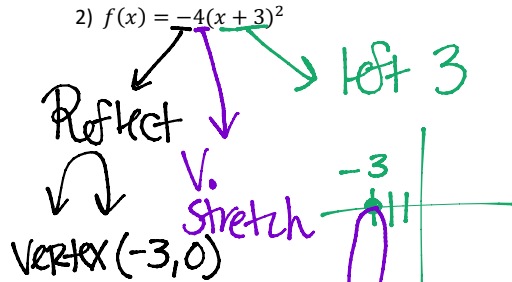 2) f(x) = −4(x + 3)²
left 3
Reflect
-3
V.
stretch
vertex (-3,0)